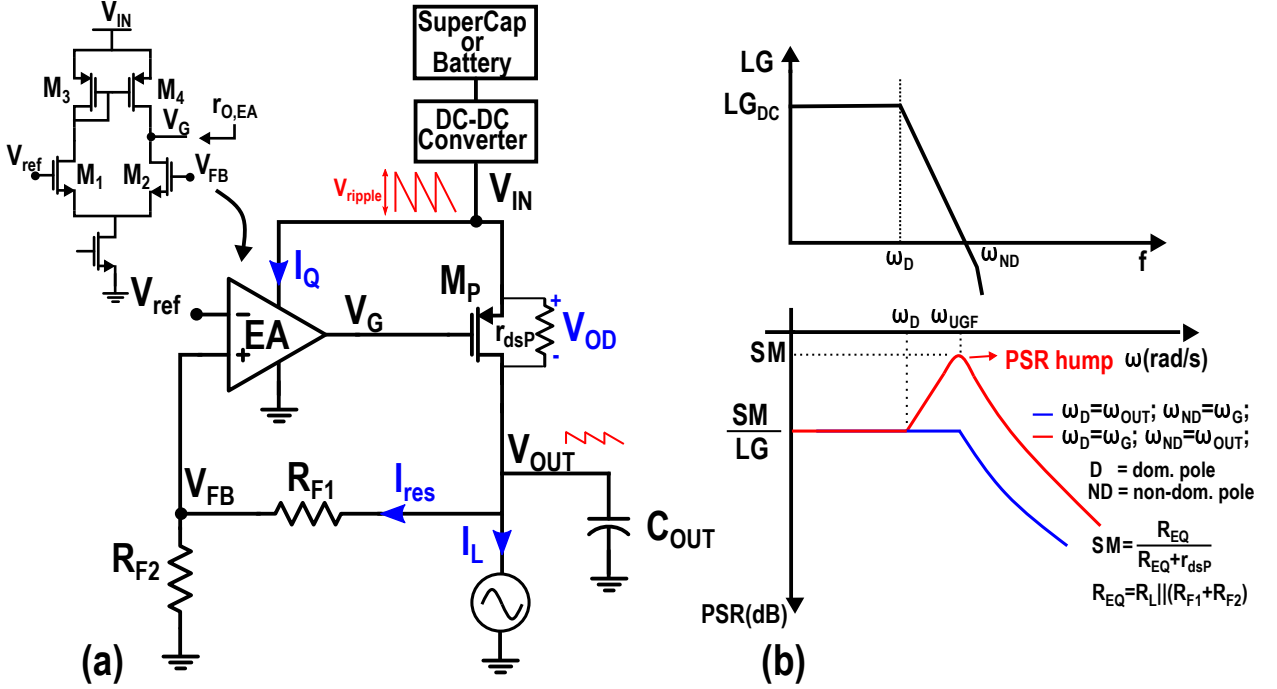 V_IN
M_3
M_4
V_G
r_O,EA
V_ref
M_1
M_2
V_FB
SuperCap
or
Battery
DC-DC
Converter
V_ripple
V_IN
I_Q
M_P
V_ref
EA
V_G
r_dsP
+
V_OD
-
-
+
V_OUT
V_FB
R_F1
I_res
I_L
C_OUT
R_F2
(a)
LG
LG_DC
ω_D
ω_ND
f
ω_D
ω_UGF
SM
PSR hump
ω(rad/s)
SM
LG
ω_D=ω_OUT; ω_ND=ω_G;
ω_D=ω_G; ω_ND=ω_OUT;
D = dom. pole
ND = non-dom. pole
SM= R_EQ
R_EQ+r_dsP
R_EQ=R_L||(R_F1+R_F2)
PSR(dB)
(b)